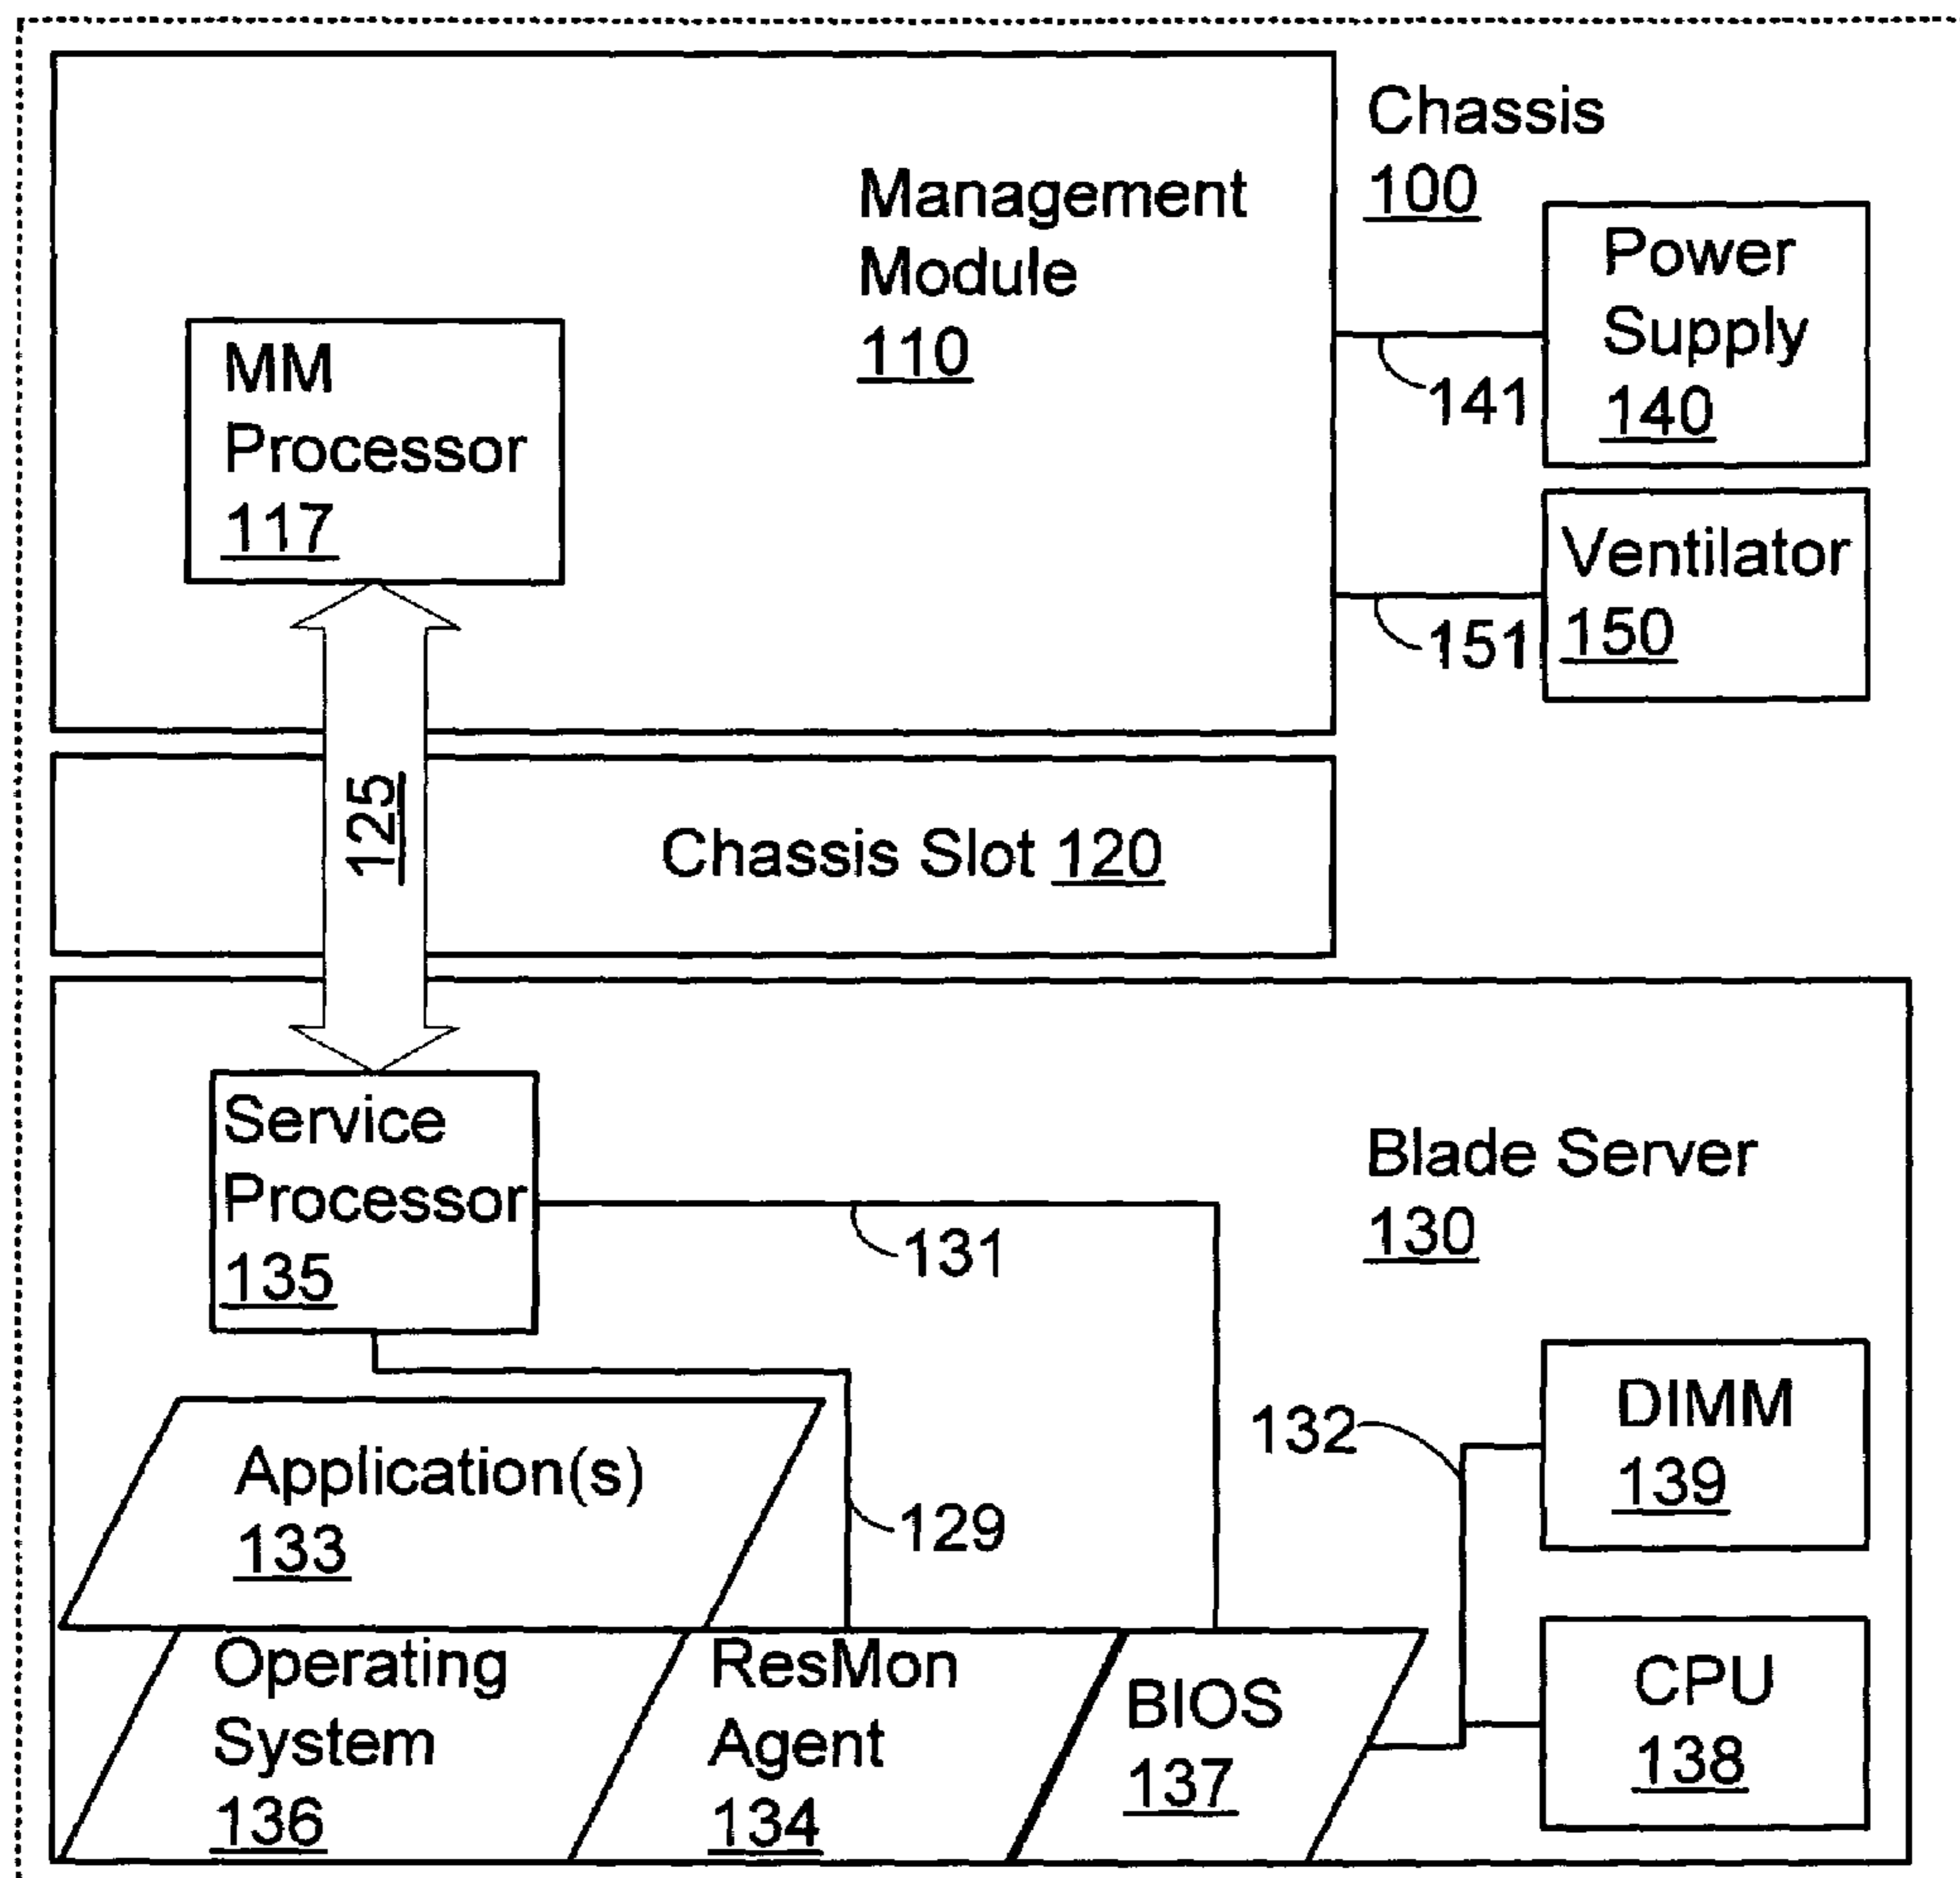 Chassis
100
Management
Module
110
Power
Supply
140
MM
Processor
117
141
Ventilator
150
151
125
Chassis Slot 120
Service
Processor
135
Blade Server
130
131
DIMM
139
132
Application(s)
133
129
Operating
System
136
ResMon
Agent
134
BIOS
137
CPU
138